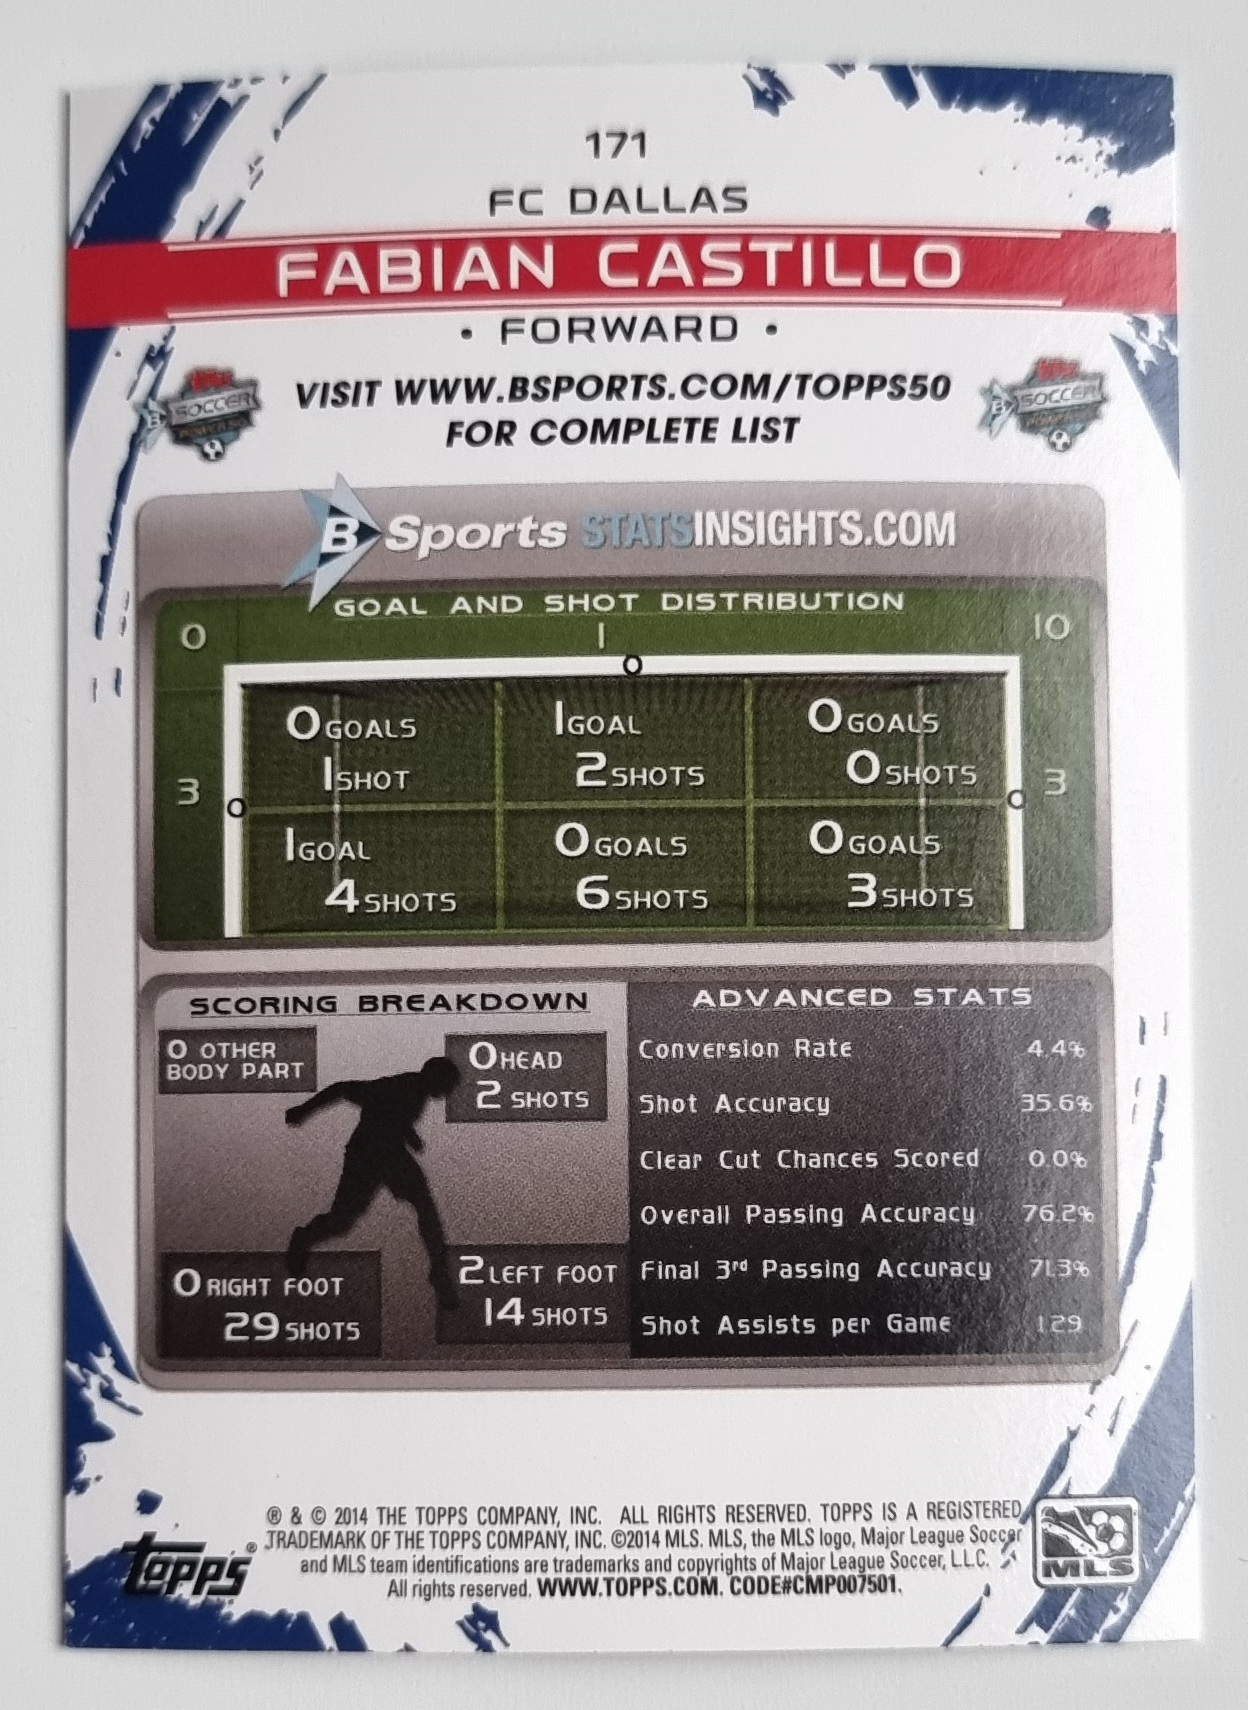 171
FC DALLAS
FABIAN CASTILLO
• FORWARD •
VISIT WWW.BSPORTS.COM/TOPPS50
FOR COMPLETE LIST
SOCCER
SOCCER
B Sports STATSINSIGHTS.COM
GOAL AND SHOT DISTRIBUTION
0 1 10
0
0 GOALS 1 GOAL 0 GOALS
1 SHOT 2 SHOTS 0 SHOTS
3 0 0 3
1 GOAL 0 GOALS 0 GOALS
4 SHOTS 6 SHOTS 3 SHOTS
SCORING BREAKDOWN
0 OTHER
BODY PART
0 HEAD
2 SHOTS
0 RIGHT FOOT
29 SHOTS
2 LEFT FOOT
14 SHOTS
ADVANCED STATS
Conversion Rate 4.4%
Shot Accuracy 35.6%
Clear Cut Chances Scored 0.0%
Overall Passing Accuracy 76.2%
Final 3rd Passing Accuracy 71.3%
Shot Assists per Game 1.29
® & © 2014 THE TOPPS COMPANY, INC. ALL RIGHTS RESERVED. TOPPS IS A REGISTERED
TRADEMARK OF THE TOPPS COMPANY, INC. ©2014 MLS. MLS, the MLS logo, Major League Soccer
and MLS team identifications are trademarks and copyrights of Major League Soccer, L.L.C.
All rights reserved. WWW.TOPPS.COM. CODE#CMP007501.
topps®
MLS